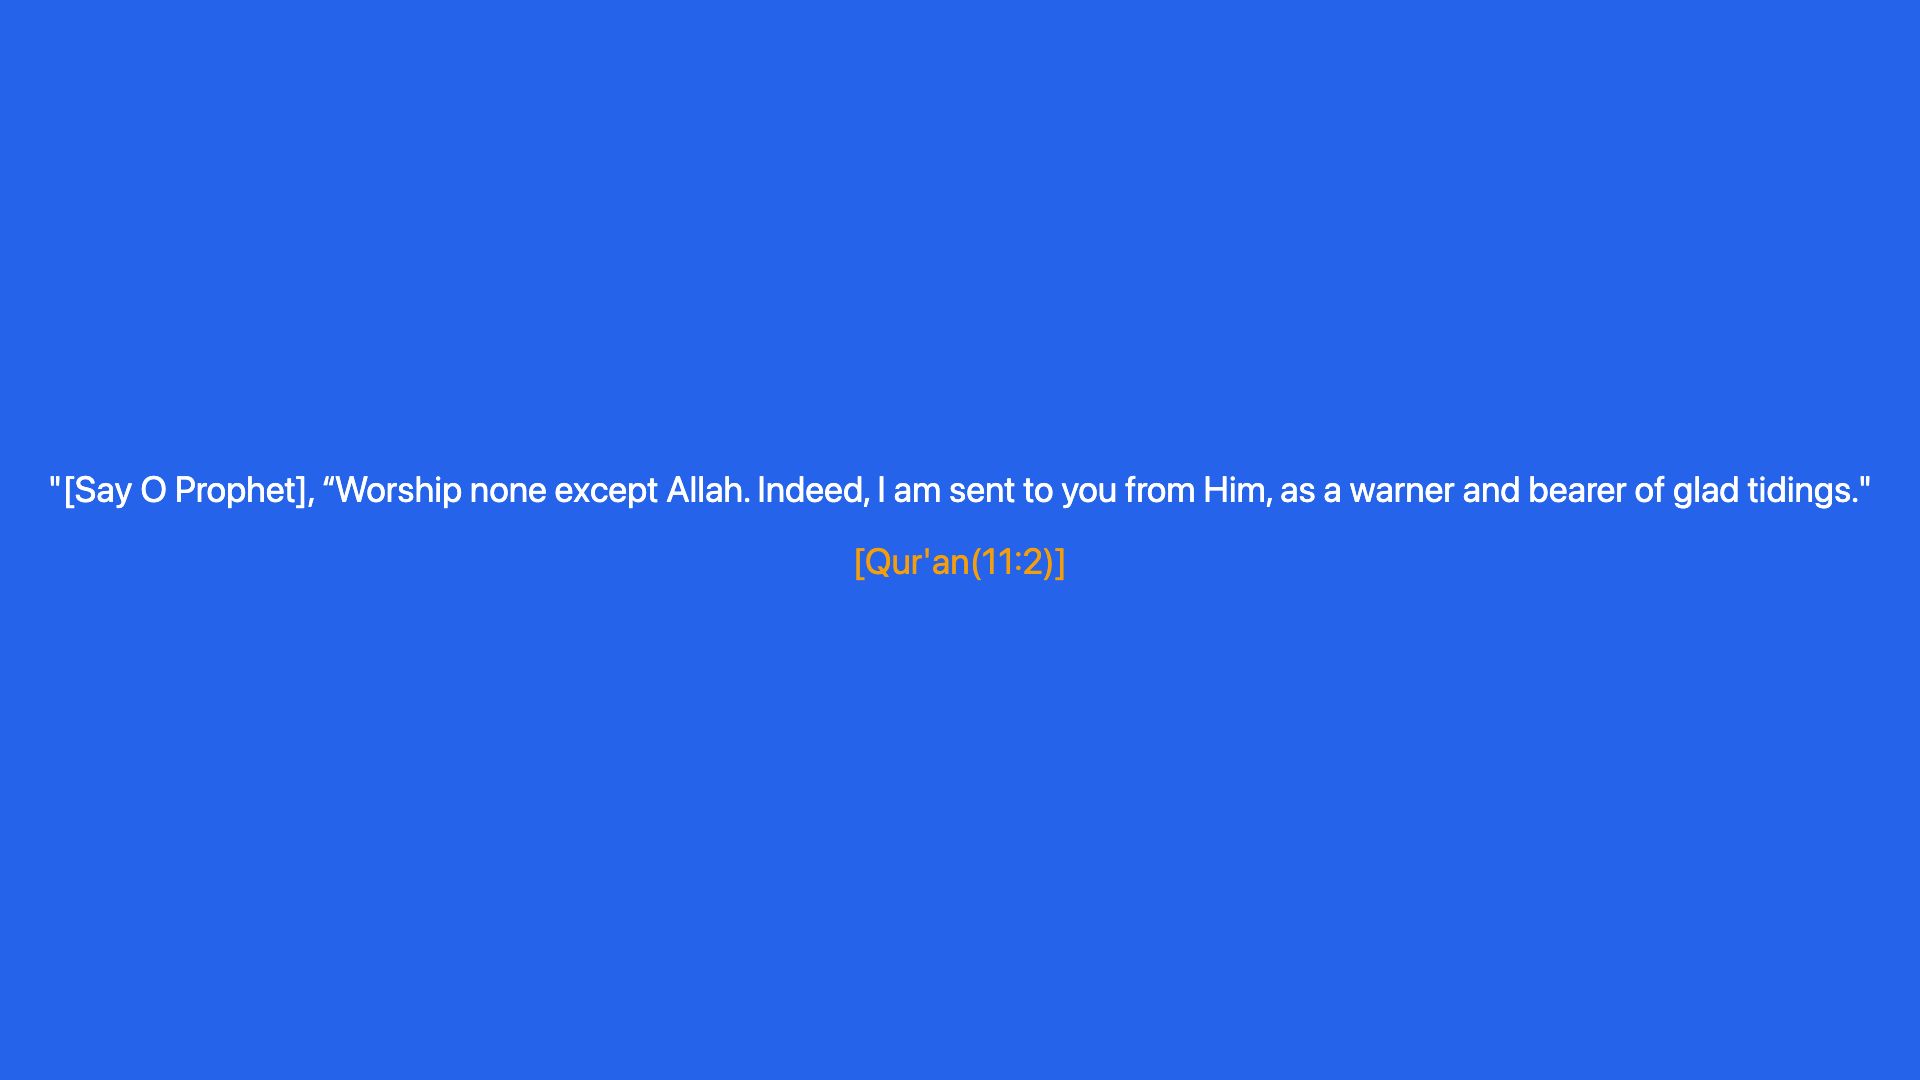 "[Say O Prophet], “Worship none except Allah. Indeed, I am sent to you from Him, as a warner and bearer of glad tidings."
[Qur'an(11:2)]